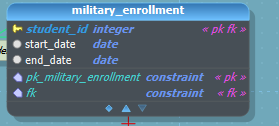 military_enrollment
student_id integer « pk fk »
start_date date
end_date date
pk_military_enrollment constraint « pk »
fk constraint « fk »